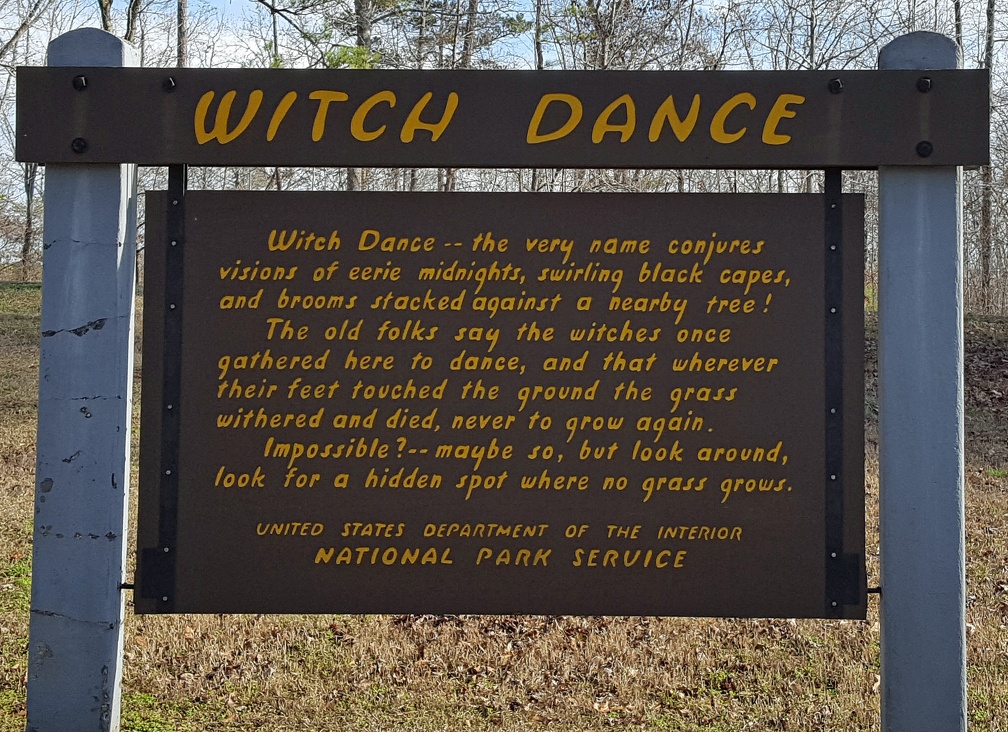 WITCH DANCE
Witch Dance -- the very name conjures
visions of eerie midnights, swirling black capes,
and brooms stacked against a nearby tree!
The old folks say the witches once
gathered here to dance, and that wherever
their feet touched the ground the grass
withered and died, never to grow again.
Impossible? -- maybe so, but look around,
look for a hidden spot where no grass grows.
UNITED STATES DEPARTMENT OF THE INTERIOR
NATIONAL PARK SERVICE